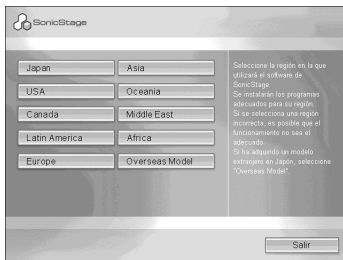 SonicStage
Japan
Asia
USA
Oceania
Canada
Middle East
Latin America
Africa
Europe
Overseas Model
Seleccione la región en la que
utilizará el software de
SonicStage.
Se instalarán los programas
adecuados para su región.
Si se selecciona una región
incorrecta, es posible que el
funcionamiento no sea el
adecuado.
Si ha adquirido un modelo
extranjero en Japón, seleccione
"Overseas Model".
Salir